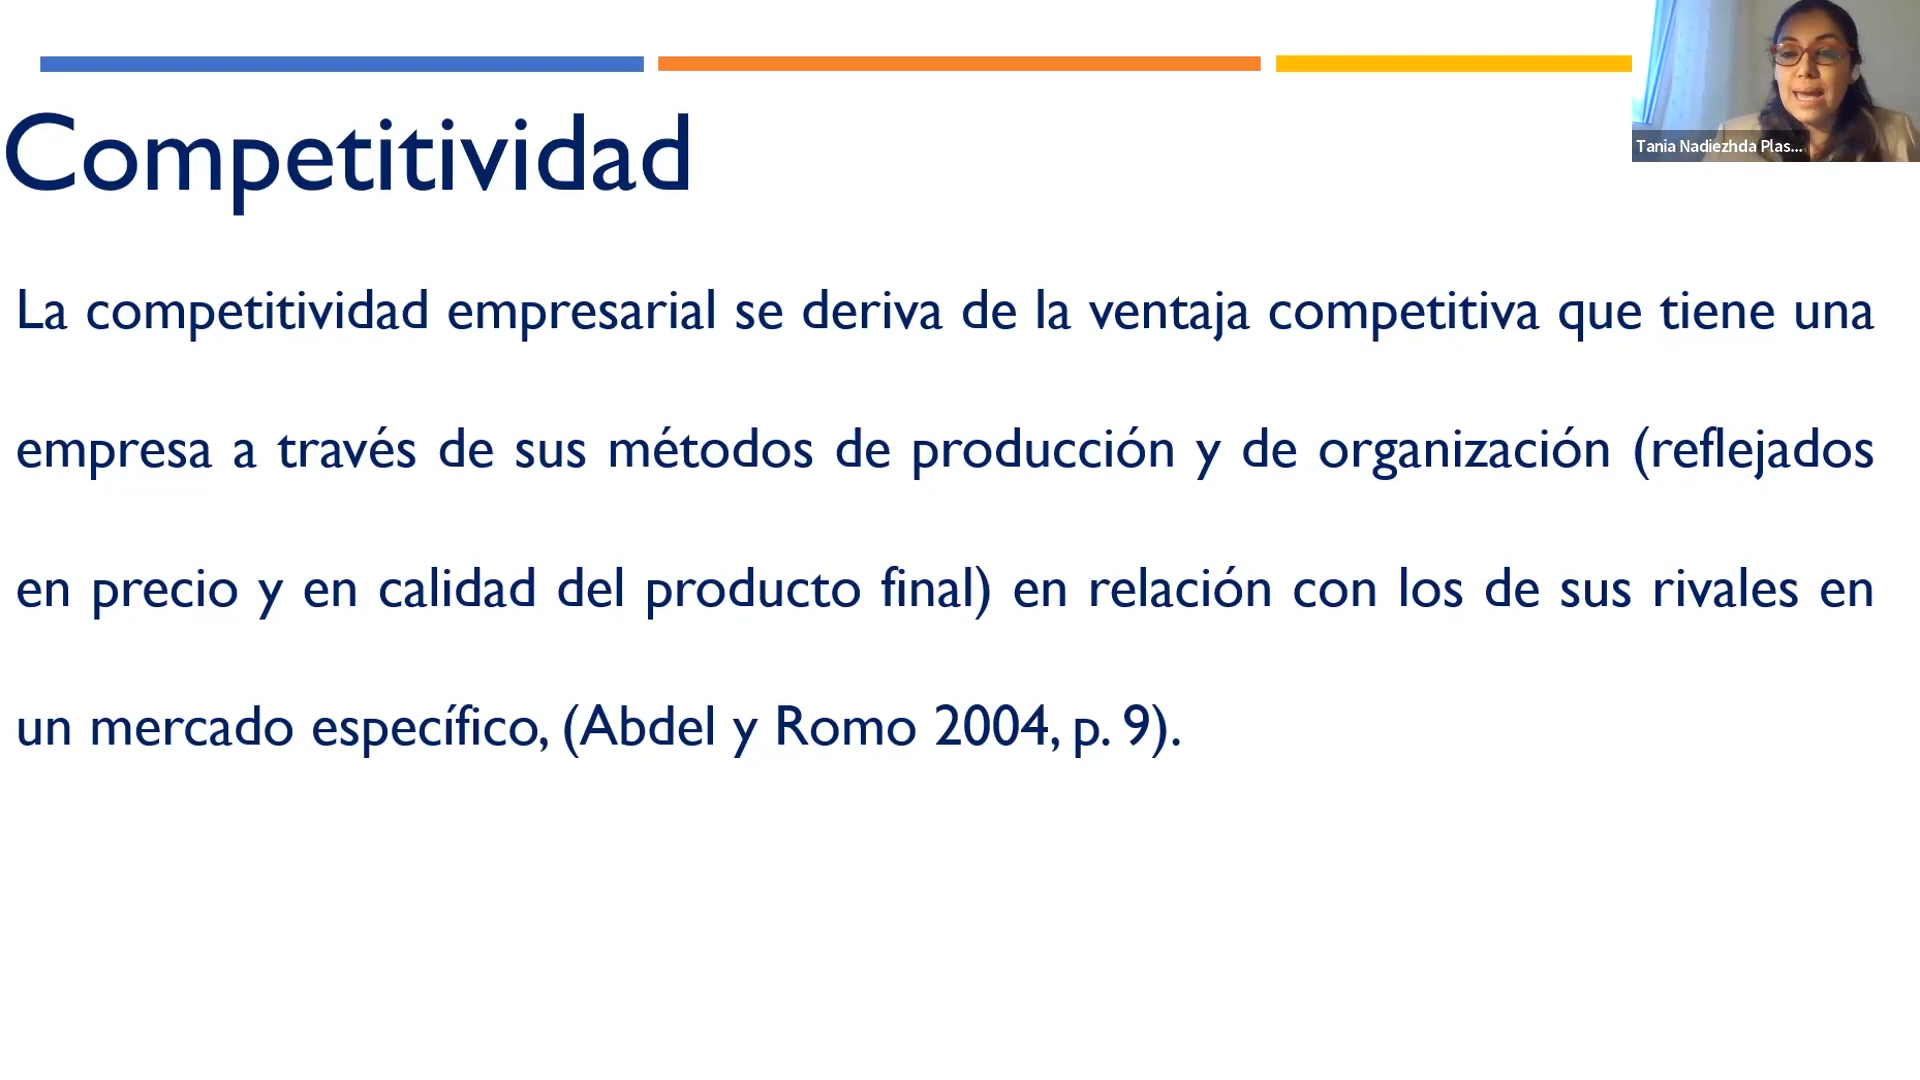 Tania Nadiezhda Plas...
Competitividad
La competitividad empresarial se deriva de la ventaja competitiva que tiene una
empresa a través de sus métodos de producción y de organización (reflejados
en precio y en calidad del producto final) en relación con los de sus rivales en
un mercado específico, (Abdel y Romo 2004, p. 9).